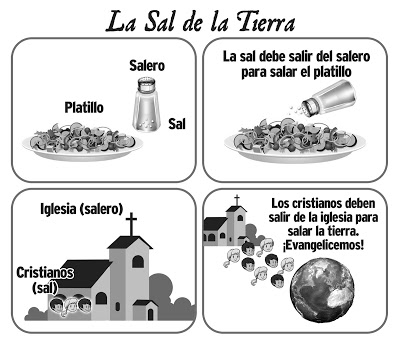 La Sal de la Tierra
Salero
Platillo
Sal
La sal debe salir del salero
para salar el platillo
Iglesia (salero)
Cristianos
(sal)
Los cristianos deben
salir de la iglesia para
salar la tierra.
¡Evangelicemos!